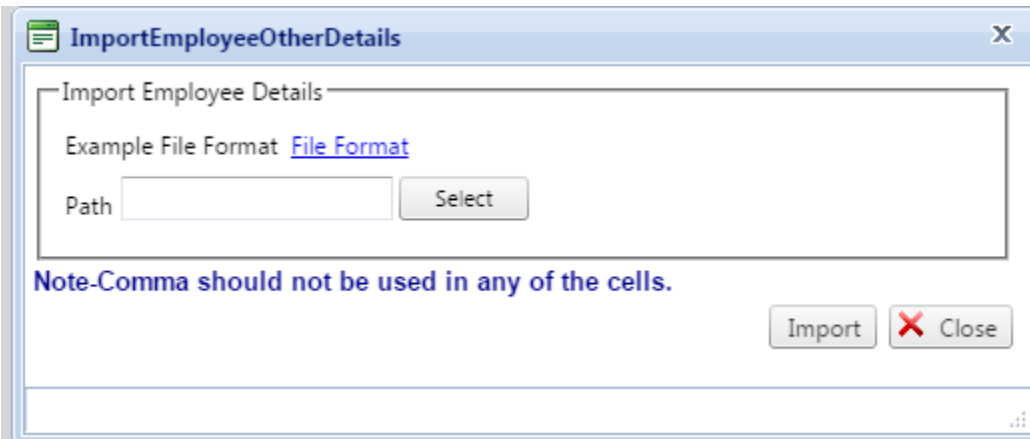 ImportEmployeeOtherDetails
Import Employee Details
Example File Format File Format
Path Select
Note-Comma should not be used in any of the cells.
Import Close